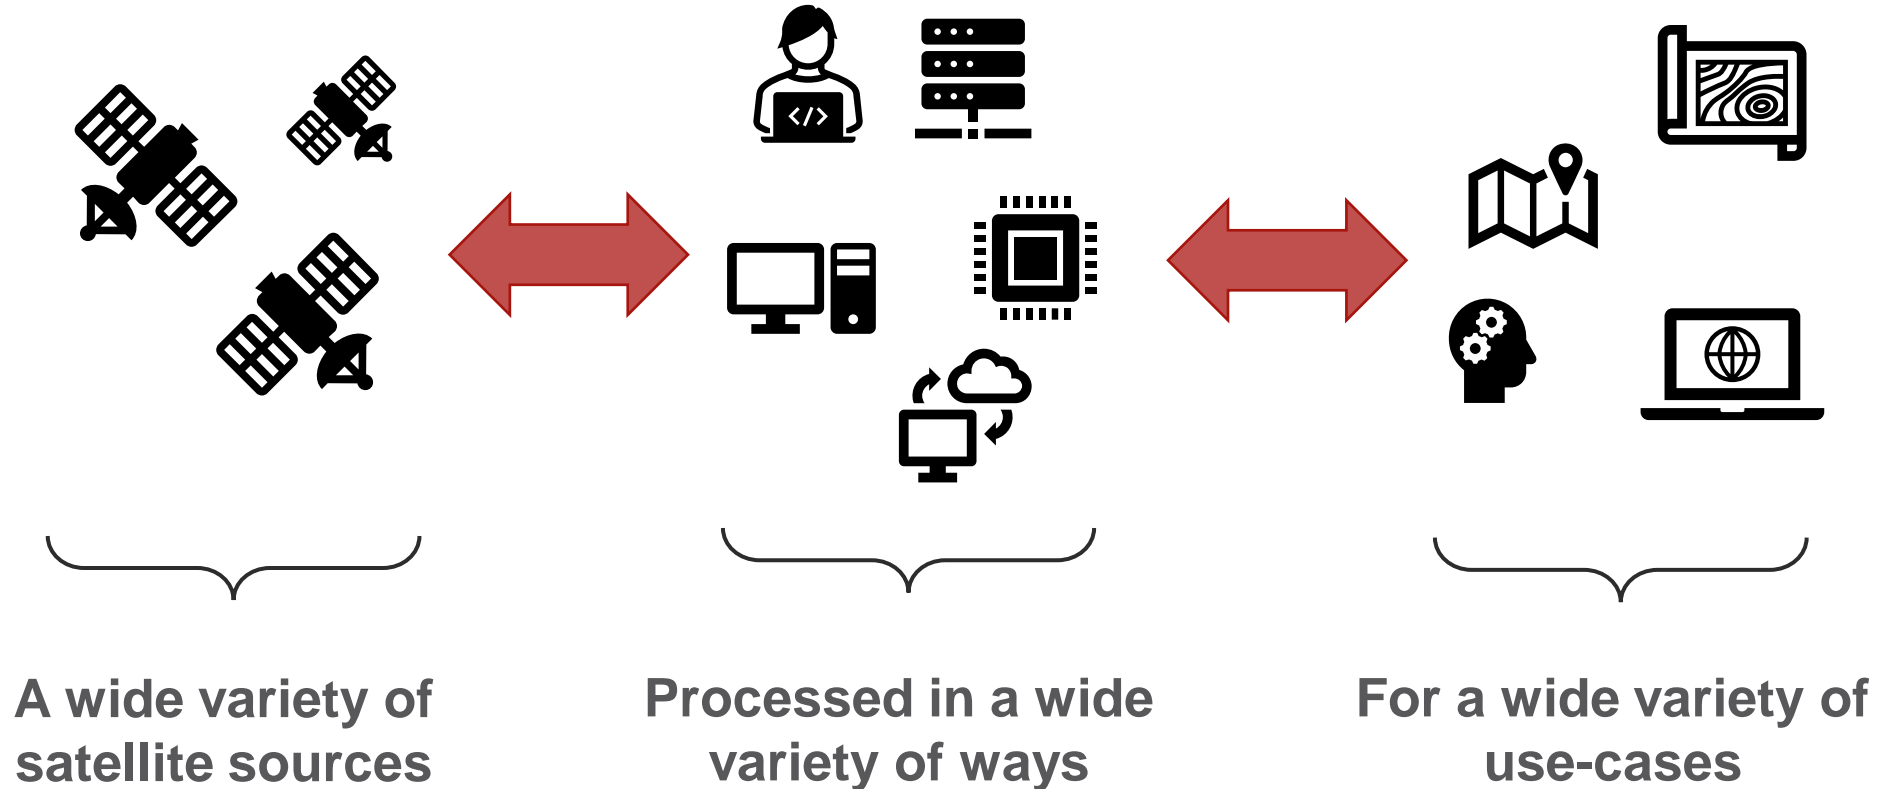 </>
A wide variety of
satellite sources
Processed in a wide
variety of ways
For a wide variety of
use-cases